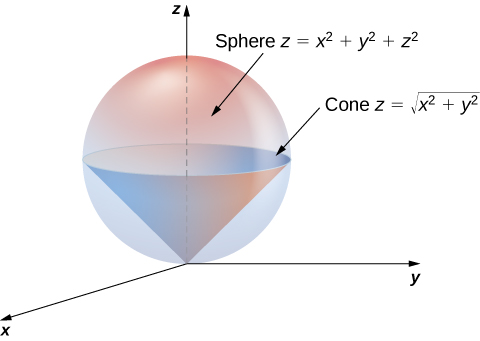 z
Sphere z = x² + y² + z²
Cone z = √(x² + y²)
y
x